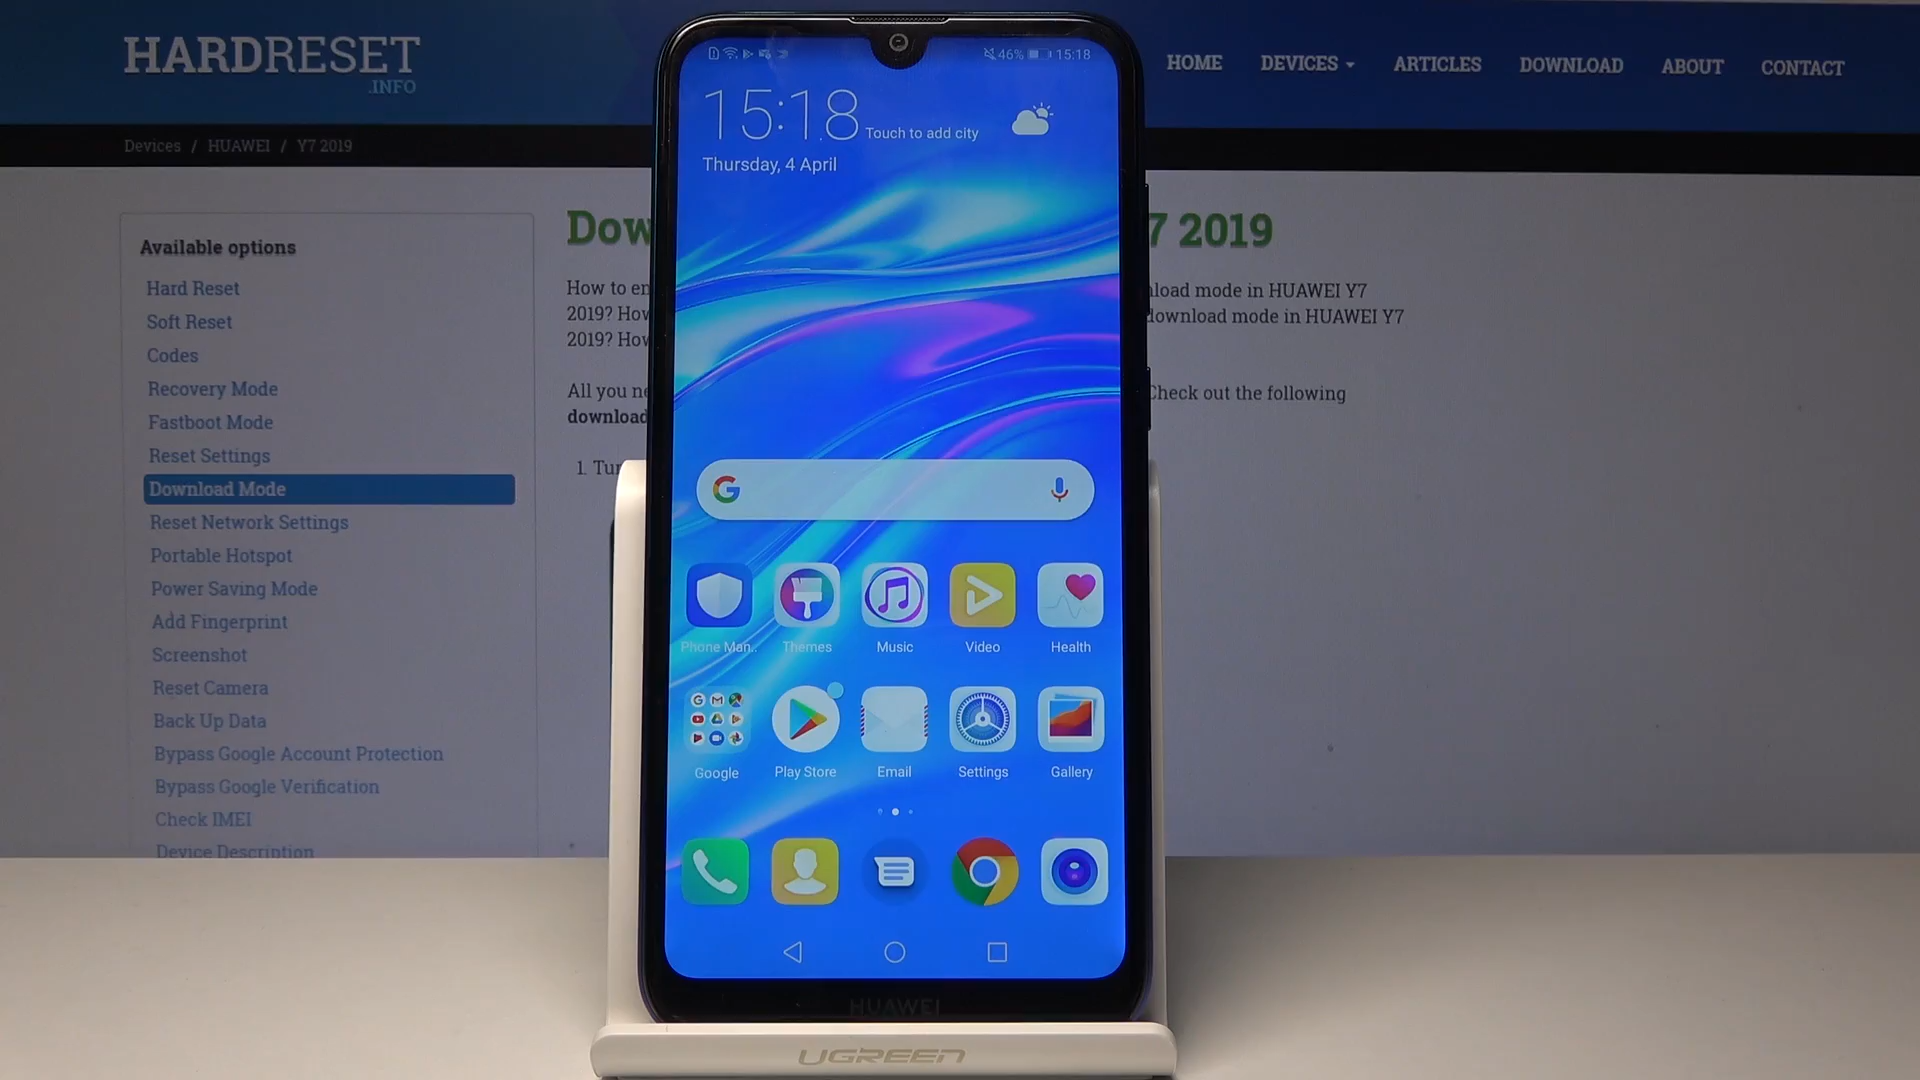 HARDRESET
.INFO
HOME
DEVICES
ARTICLES
DOWNLOAD
ABOUT
CONTACT
Devices / HUAWEI / Y7 2019
Available options
Hard Reset
Soft Reset
Codes
Recovery Mode
Fastboot Mode
Reset Settings
Download Mode
Reset Network Settings
Portable Hotspot
Power Saving Mode
Add Fingerprint
Screenshot
Reset Camera
Back Up Data
Bypass Google Account Protection
Bypass Google Verification
Check IMEI
Device Description
Dow 7 2019
How to en nload mode in HUAWEI Y7
2019? How download mode in HUAWEI Y7
2019? How
All you ne Check out the following
download
1. Tur
46% 15:18
15:18
Touch to add city
Thursday, 4 April
Phone Man..
Themes
Music
Video
Health
Google
Play Store
Email
Settings
Gallery
HUAWEI
UGREEN